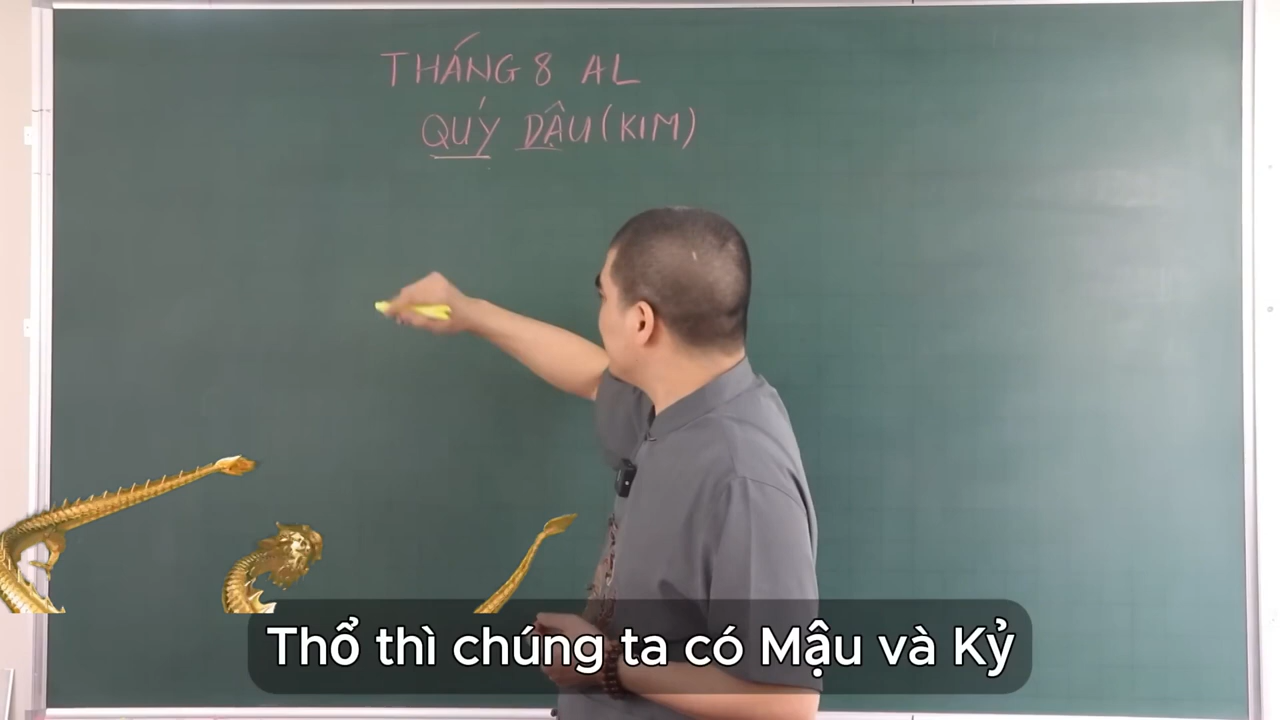 THÁNG 8 AL
QUÝ DẬU (KIM)
Thổ thì chúng ta có Mậu và Kỷ